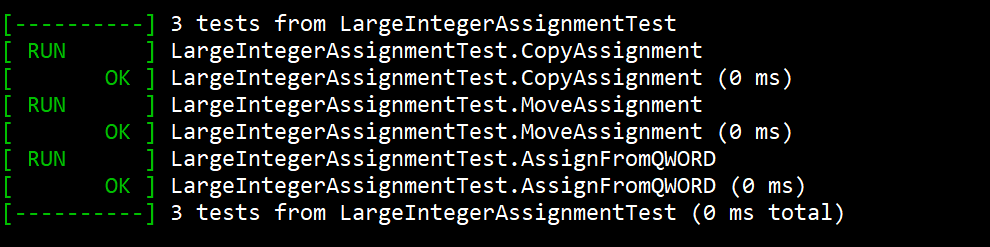 [----------] 3 tests from LargeIntegerAssignmentTest
[ RUN      ] LargeIntegerAssignmentTest.CopyAssignment
[       OK ] LargeIntegerAssignmentTest.CopyAssignment (0 ms)
[ RUN      ] LargeIntegerAssignmentTest.MoveAssignment
[       OK ] LargeIntegerAssignmentTest.MoveAssignment (0 ms)
[ RUN      ] LargeIntegerAssignmentTest.AssignFromQWORD
[       OK ] LargeIntegerAssignmentTest.AssignFromQWORD (0 ms)
[----------] 3 tests from LargeIntegerAssignmentTest (0 ms total)